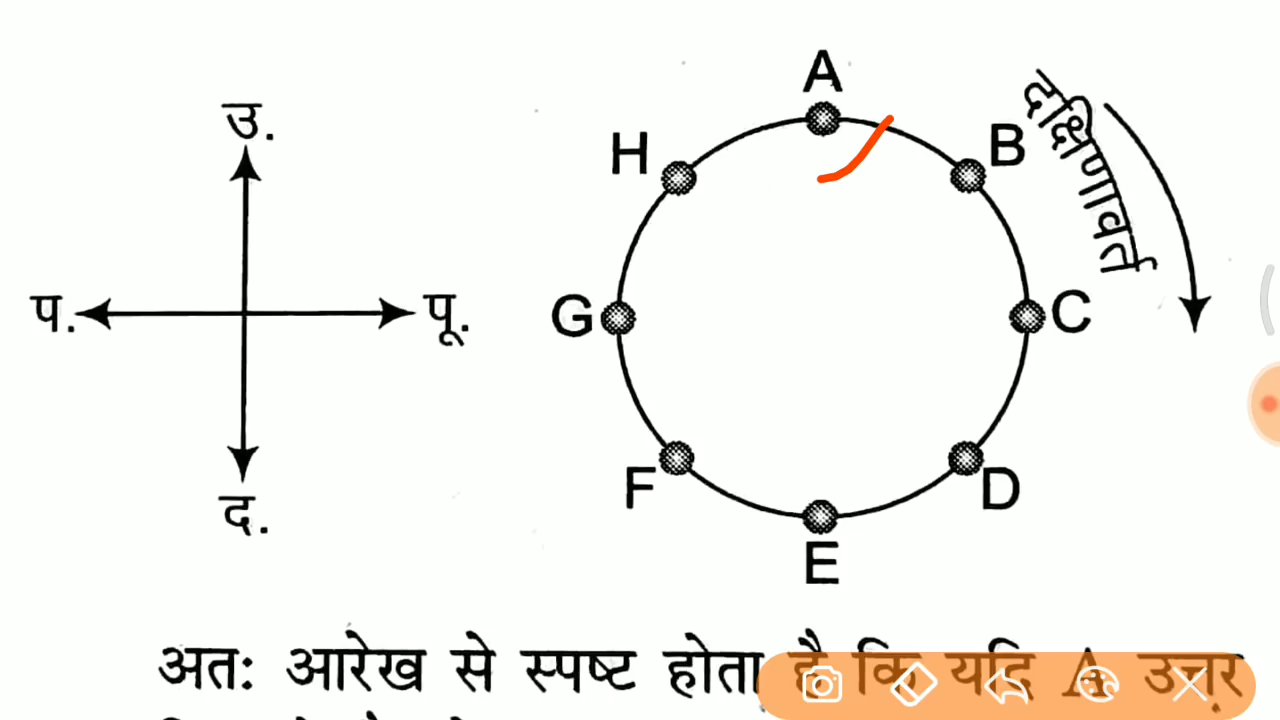 उ.
प.
पू.
द.
A
B
C
D
E
F
G
H
दक्षिणावर्त
अतः आरेख से स्पष्ट होता है कि यदि A उत्तर